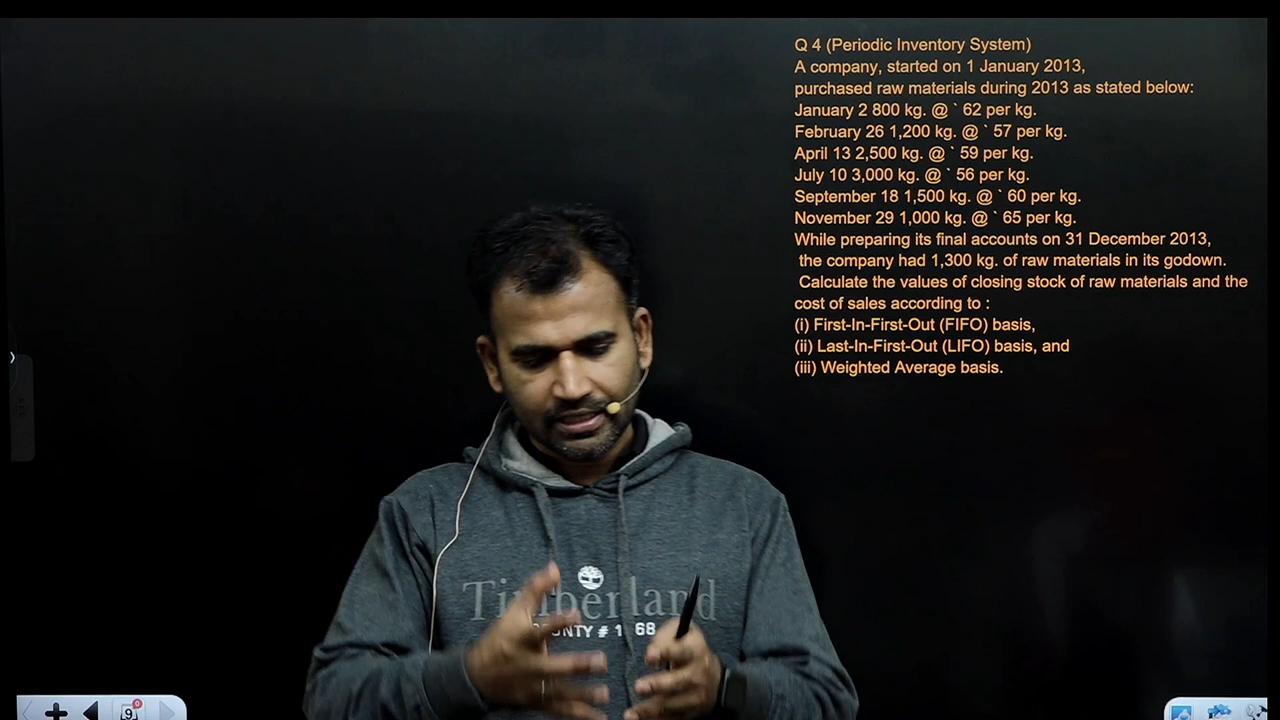 Q 4 (Periodic Inventory System)
A company, started on 1 January 2013,
purchased raw materials during 2013 as stated below:
January 2 800 kg. @ ` 62 per kg.
February 26 1,200 kg. @ ` 57 per kg.
April 13 2,500 kg. @ ` 59 per kg.
July 10 3,000 kg. @ ` 56 per kg.
September 18 1,500 kg. @ ` 60 per kg.
November 29 1,000 kg. @ ` 65 per kg.
While preparing its final accounts on 31 December 2013,
the company had 1,300 kg. of raw materials in its godown.
Calculate the values of closing stock of raw materials and the
cost of sales according to :
(i) First-In-First-Out (FIFO) basis,
(ii) Last-In-First-Out (LIFO) basis, and
(iii) Weighted Average basis.
Timberland
9